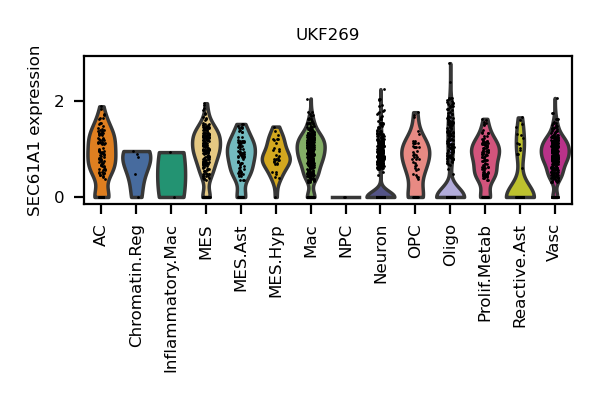 UKF269
SEC61A1 expression
2
0
AC
Chromatin.Reg
Inflammatory.Mac
MES
MES.Ast
MES.Hyp
Mac
NPC
Neuron
OPC
Oligo
Prolif.Metab
Reactive.Ast
Vasc